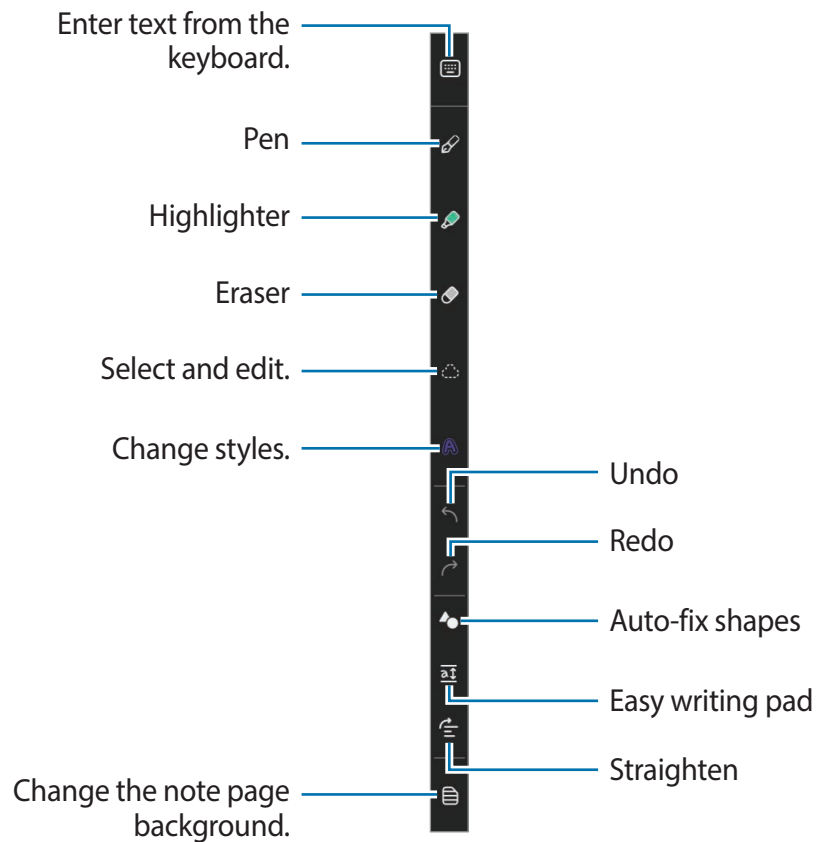 Enter text from the
keyboard.
Pen
Highlighter
Eraser
Select and edit.
Change styles.
Undo
Redo
Auto-fix shapes
Easy writing pad
Straighten
Change the note page
background.